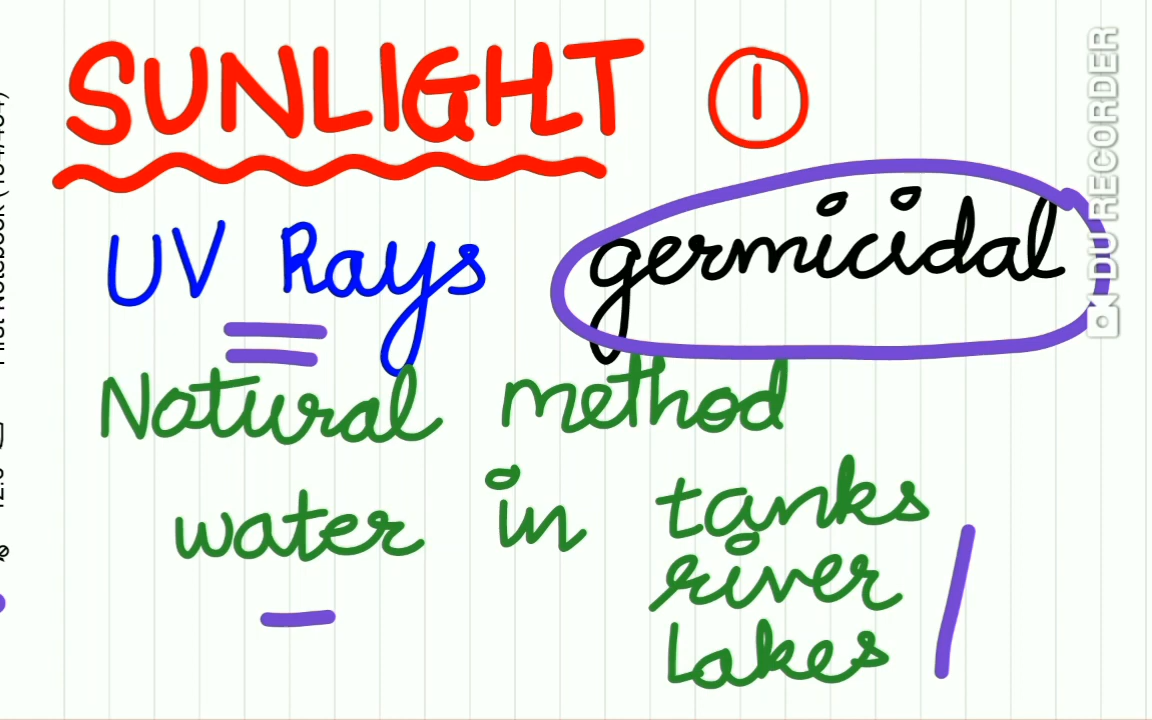 SUNLIGHT ①
UV Rays germicidal
Natural method
water in tanks
river
Lakes
DU RECORDER